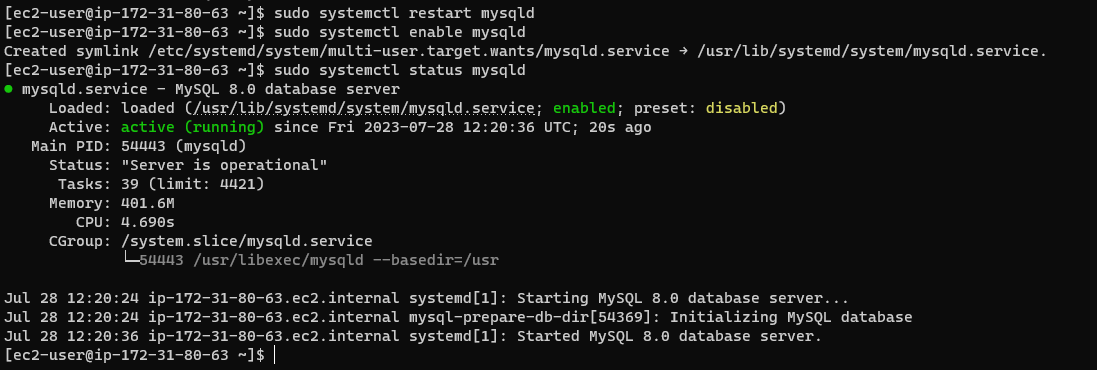 [ec2-user@ip-172-31-80-63 ~]$ sudo systemctl restart mysqld
[ec2-user@ip-172-31-80-63 ~]$ sudo systemctl enable mysqld
Created symlink /etc/systemd/system/multi-user.target.wants/mysqld.service → /usr/lib/systemd/system/mysqld.service.
[ec2-user@ip-172-31-80-63 ~]$ sudo systemctl status mysqld
● mysqld.service - MySQL 8.0 database server
     Loaded: loaded (/usr/lib/systemd/system/mysqld.service; enabled; preset: disabled)
     Active: active (running) since Fri 2023-07-28 12:20:36 UTC; 20s ago
   Main PID: 54443 (mysqld)
     Status: "Server is operational"
      Tasks: 39 (limit: 4421)
     Memory: 401.6M
        CPU: 4.690s
     CGroup: /system.slice/mysqld.service
             └─54443 /usr/libexec/mysqld --basedir=/usr

Jul 28 12:20:24 ip-172-31-80-63.ec2.internal systemd[1]: Starting MySQL 8.0 database server...
Jul 28 12:20:24 ip-172-31-80-63.ec2.internal mysql-prepare-db-dir[54369]: Initializing MySQL database
Jul 28 12:20:36 ip-172-31-80-63.ec2.internal systemd[1]: Started MySQL 8.0 database server.
[ec2-user@ip-172-31-80-63 ~]$